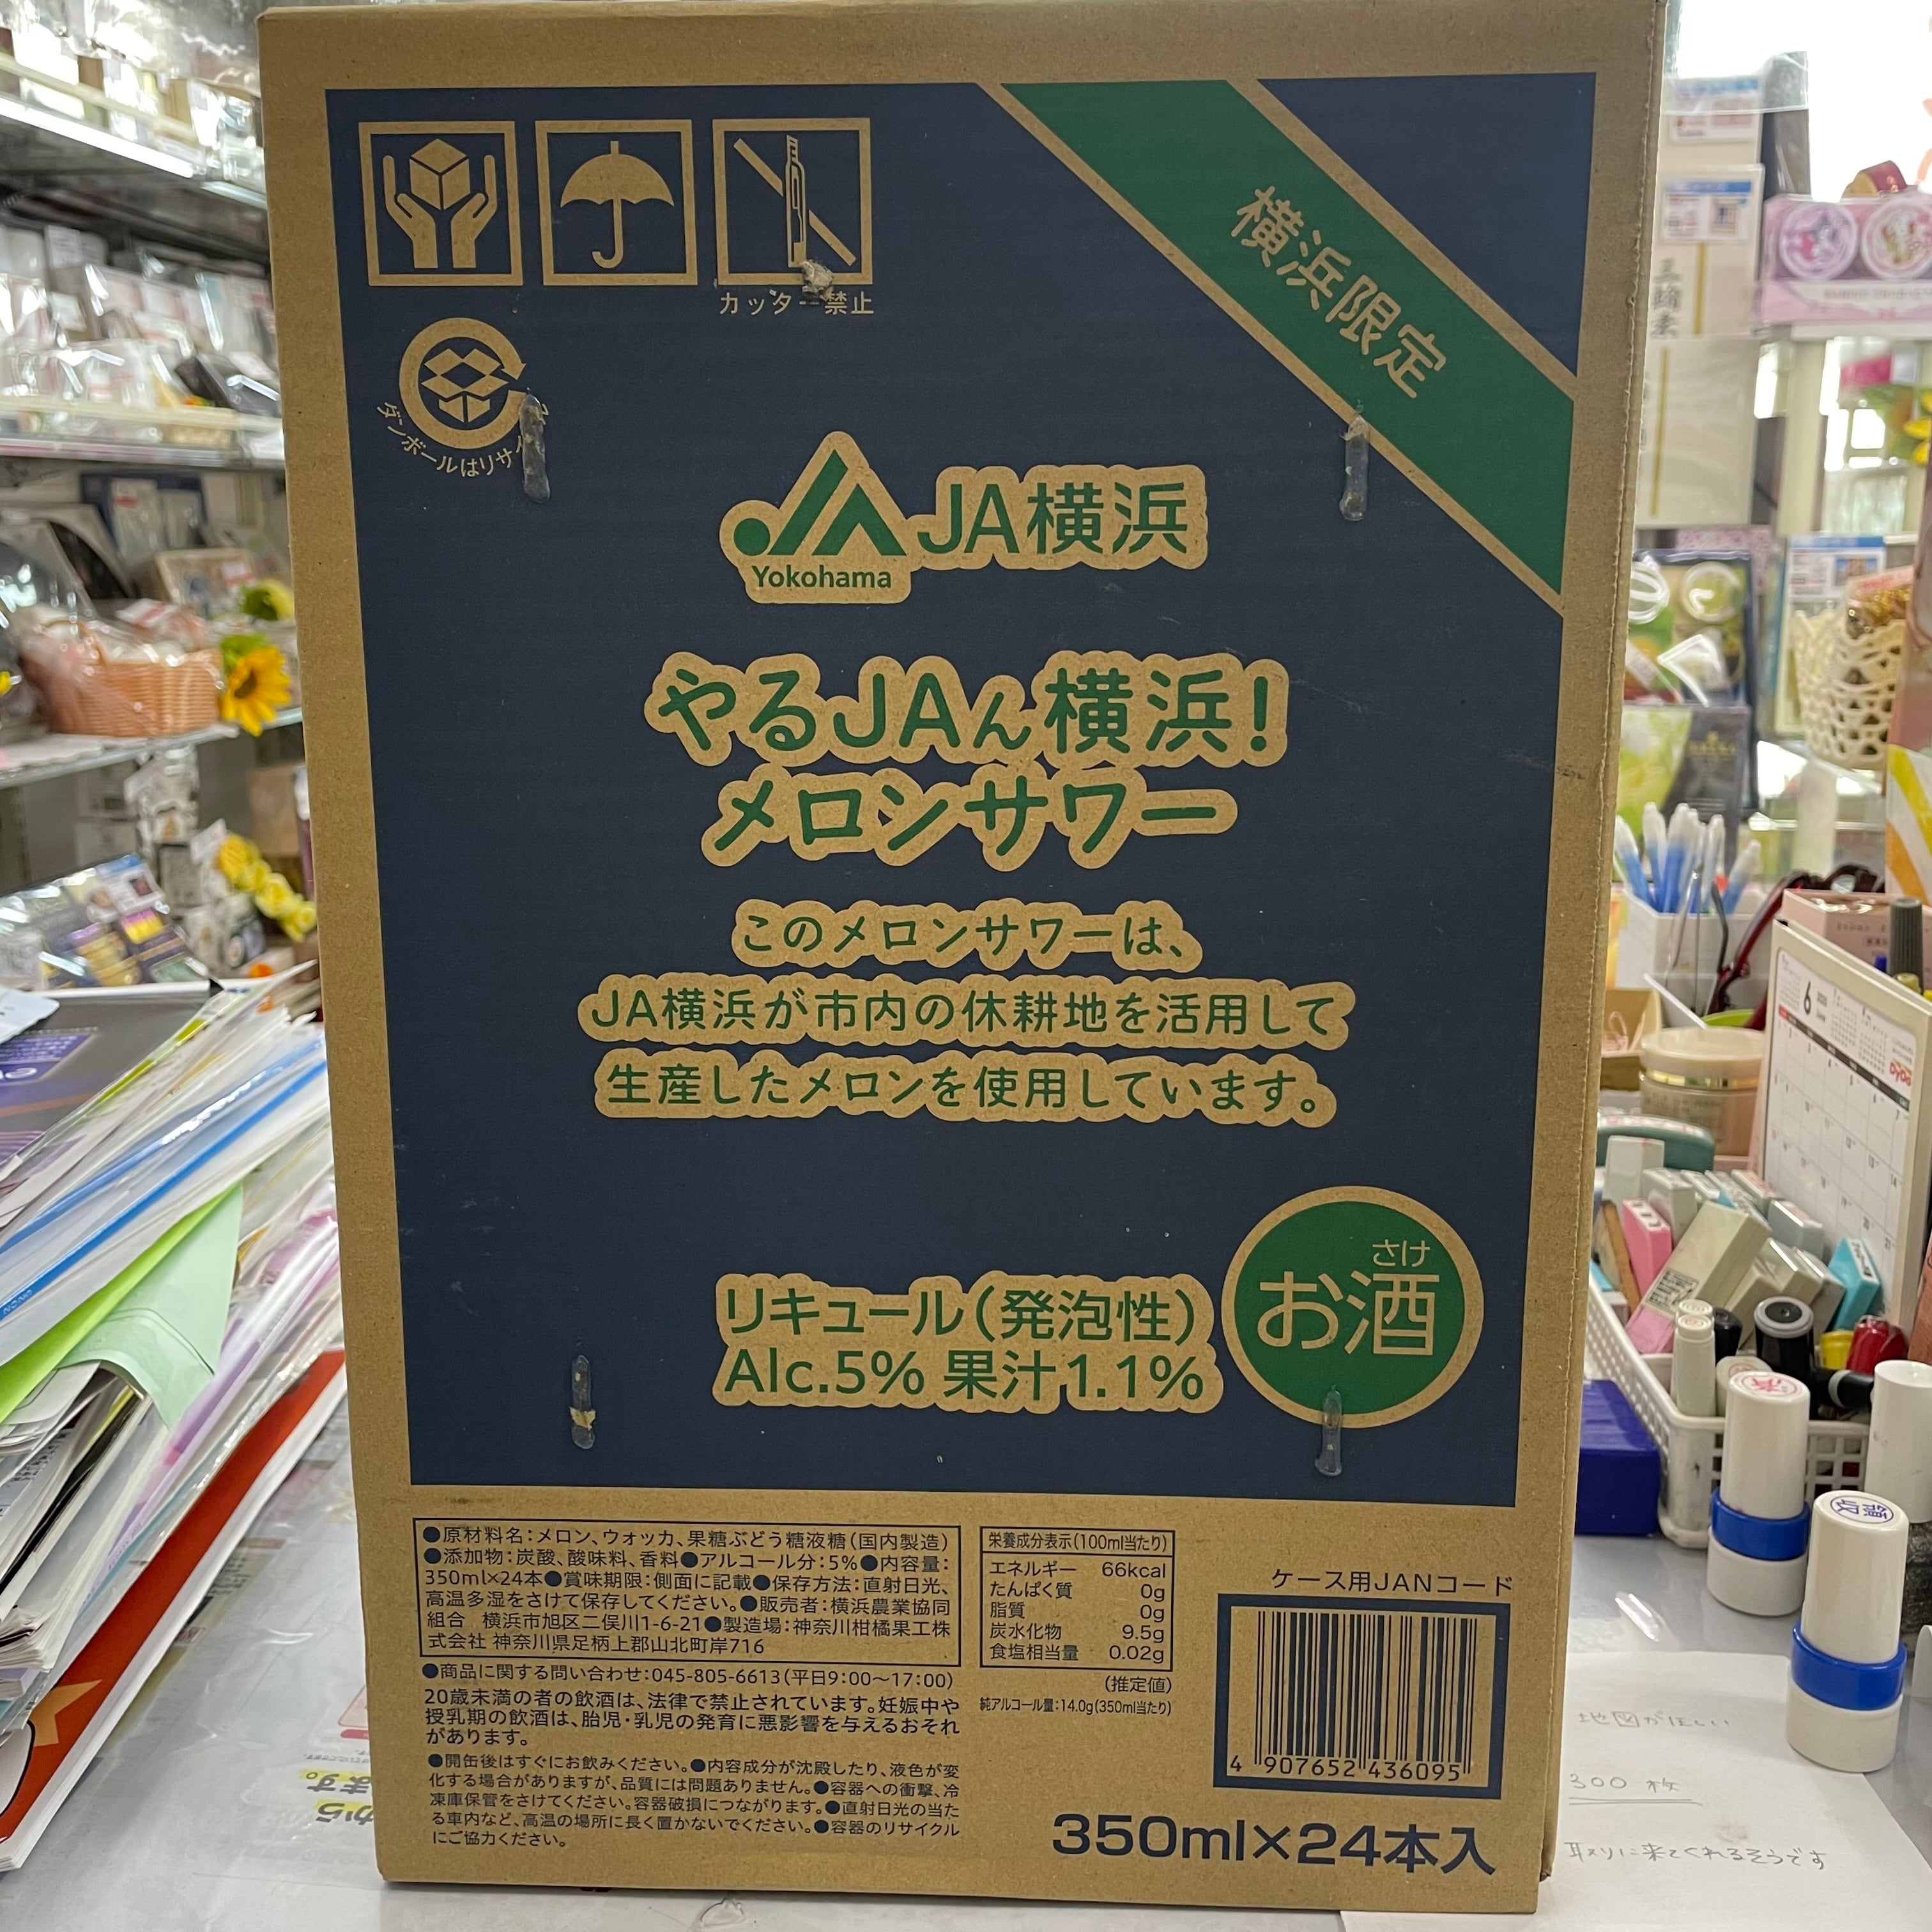 横浜限定
カッター禁止
ダンボールはリサイ
JA横浜
Yokohama
やるJAん横浜!
メロンサワー
このメロンサワーは、
JA横浜が市内の休耕地を活用して
生産したメロンを使用しています。
リキュール(発泡性)
Alc.5% 果汁1.1%
さけ
お酒
●原材料名:メロン、ウォッカ、果糖ぶどう糖液糖(国内製造)
●添加物:炭酸、酸味料、香料●アルコール分:5%●内容量:
350ml×24本●賞味期限:側面に記載●保存方法:直射日光、
高温多湿をさけて保存してください。●販売者:横浜農業協同
組合 横浜市旭区二俣川1-6-21●製造場:神奈川柑橘果工株
式会社 神奈川県足柄上郡山北町岸716
●商品に関する問い合わせ:045-805-6613(平日9:00〜17:00)
20歳未満の者の飲酒は、法律で禁止されています。妊娠中や
授乳期の飲酒は、胎児・乳児の発育に悪影響を与えるおそれ
があります。
●開缶後はすぐにお飲みください。●内容成分が沈殿したり、液色が変
化する場合がありますが、品質には問題ありません。●容器への衝撃、冷
凍庫保管をさけてください。容器破損につながります。●直射日光の当た
る車内など、高温の場所に長く置かないでください。●容器のリサイクル
にご協力ください。
栄養成分表示(100ml当たり)
エネルギー 66kcal
たんぱく質 0g
脂質 0g
炭水化物 9.5g
食塩相当量 0.02g
(推定値)
純アルコール量:14.0g(350ml当たり)
ケース用JANコード
4 907652 436095
350ml×24本入
6
領収
地図がほしい
300枚
取りに来てくれるそうです